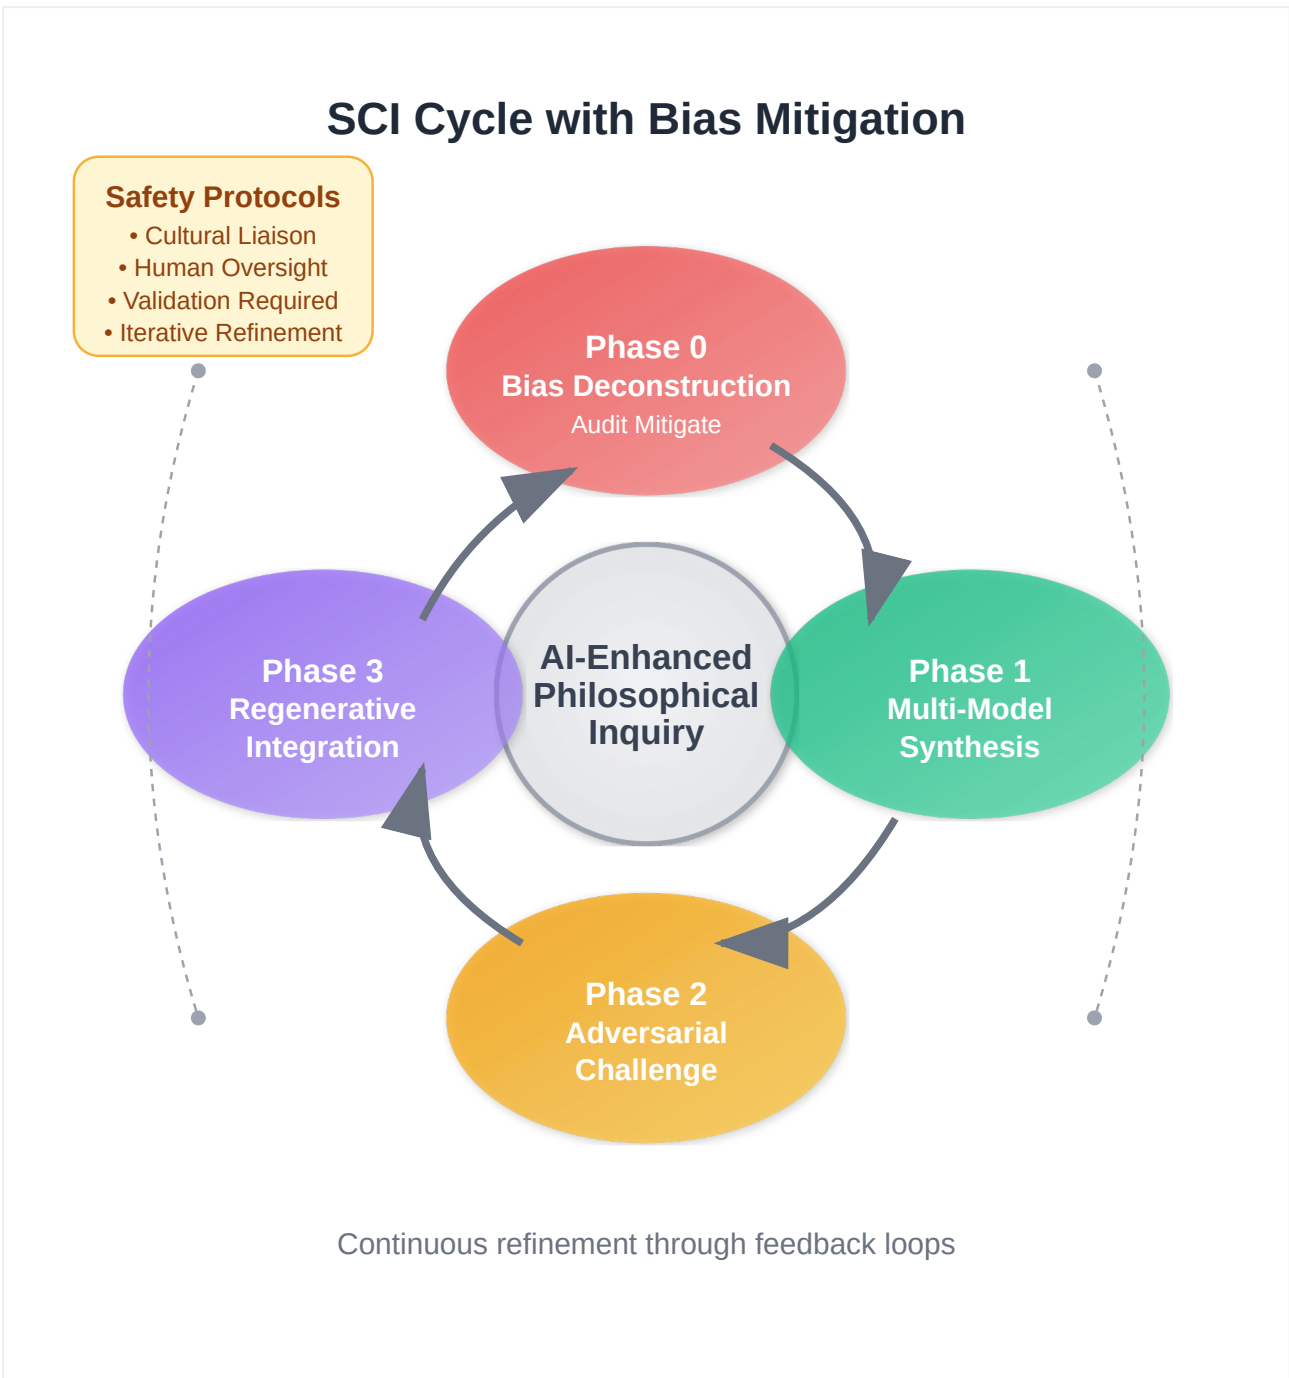 SCI Cycle with Bias Mitigation
Safety Protocols
• Cultural Liaison
• Human Oversight
• Validation Required
• Iterative Refinement
Phase 0
Bias Deconstruction
Audit Mitigate
Phase 3
Regenerative
Integration
AI-Enhanced
Philosophical
Inquiry
Phase 1
Multi-Model
Synthesis
Phase 2
Adversarial
Challenge
Continuous refinement through feedback loops